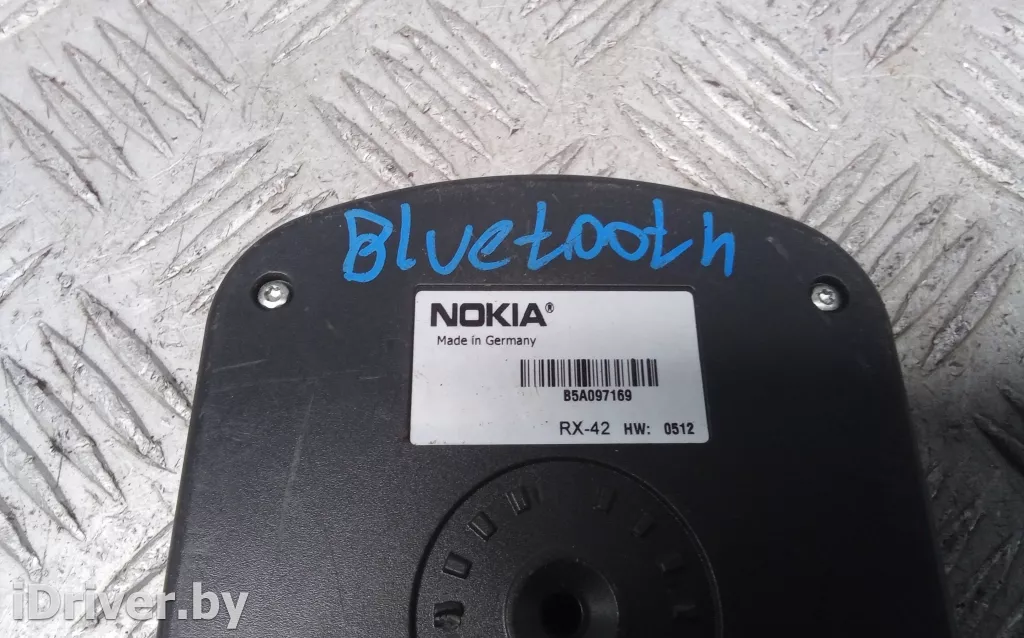 Bluetooth
NOKIA®
Made in Germany
B5A097169
RX-42 HW: 0512
iDriver.by